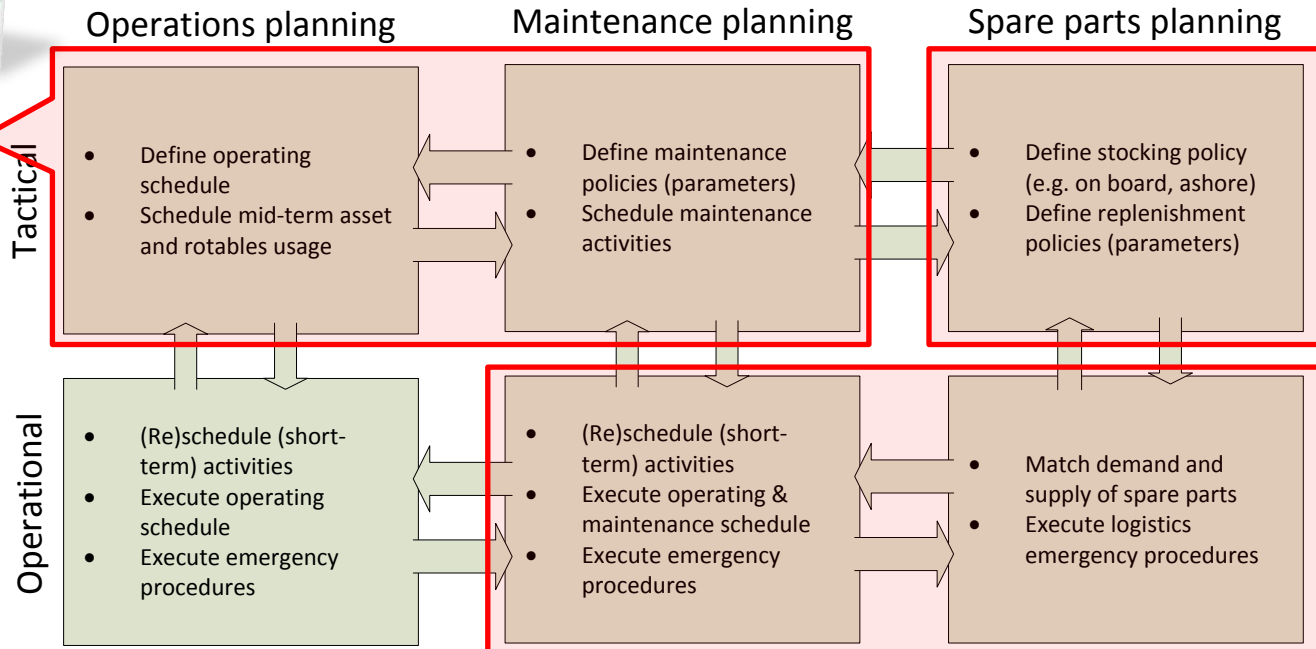 Operations planning
Maintenance planning
Spare parts planning
Tactical
• Define operating
schedule
• Schedule mid-term asset
and rotables usage
• Define maintenance
policies (parameters)
• Schedule maintenance
activities
• Define stocking policy
(e.g. on board, ashore)
• Define replenishment
policies (parameters)
Operational
• (Re)schedule (short-
term) activities
• Execute operating
schedule
• Execute emergency
procedures
• (Re)schedule (short-
term) activities
• Execute operating &
maintenance schedule
• Execute emergency
procedures
• Match demand and
supply of spare parts
• Execute logistics
emergency procedures